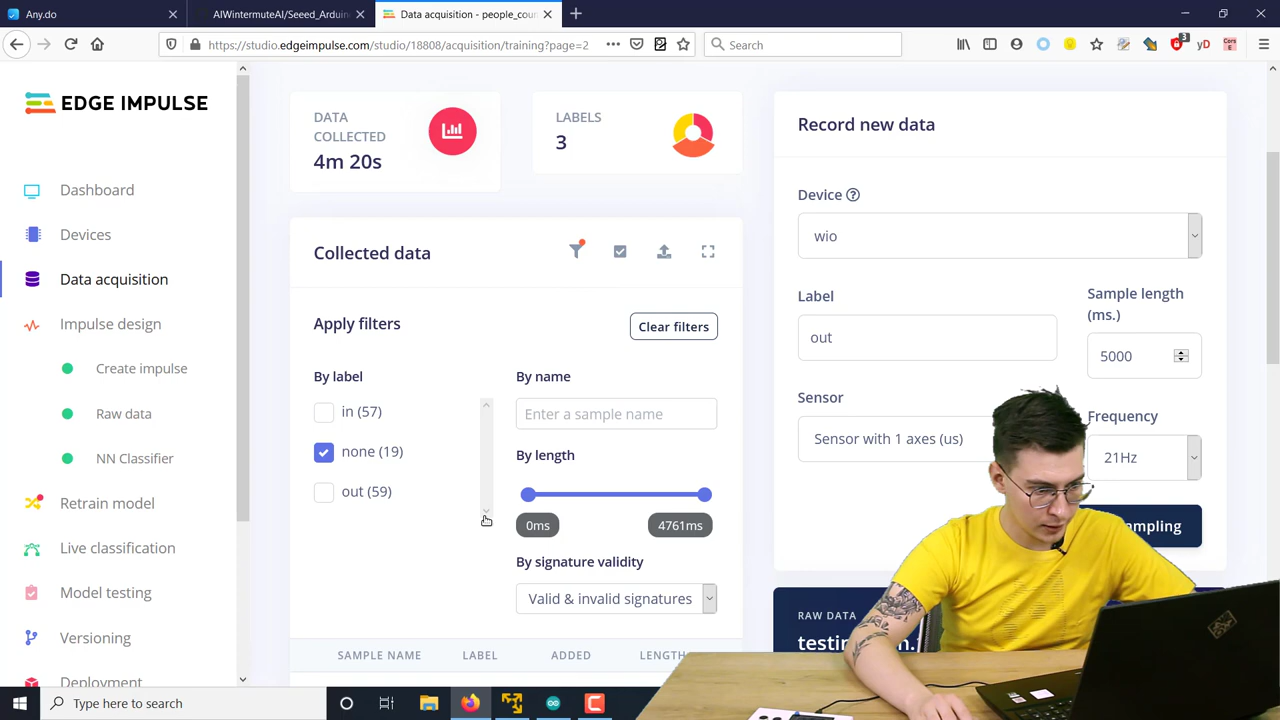 Any.do
AIWintermuteAI/Seeed_Arduin
Data acquisition - people_coun
https://studio.edgeimpulse.com/studio/18808/acquisition/training?page=2
Search
EDGE IMPULSE
Dashboard
Devices
Data acquisition
Impulse design
Create impulse
Raw data
NN Classifier
Retrain model
Live classification
Model testing
Versioning
Deployment
DATA
COLLECTED
4m 20s
LABELS
3
Collected data
Apply filters
Clear filters
By label
in (57)
none (19)
out (59)
By name
Enter a sample name
By length
0ms
4761ms
By signature validity
Valid & invalid signatures
SAMPLE NAME LABEL ADDED LENGTH
Record new data
Device
wio
Label
out
Sample length
(ms.)
5000
Sensor
Sensor with 1 axes (us)
Frequency
21Hz
RAW DATA
Type here to search